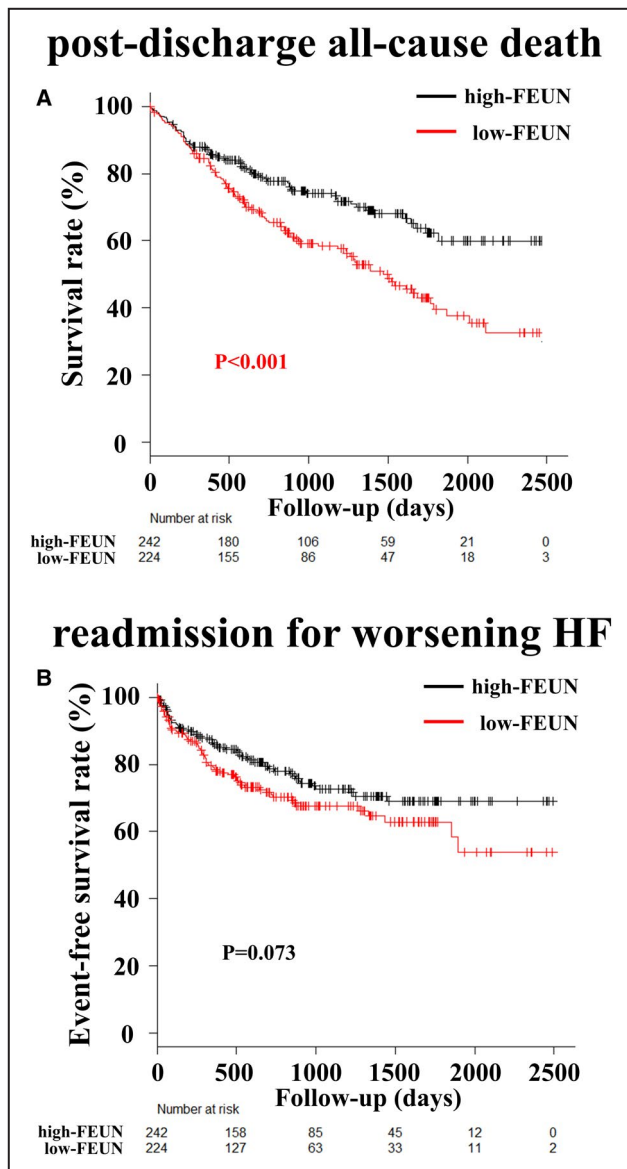 post-discharge all-cause death
A
100
80
60
40
20
0
Survival rate (%)
high-FEUN
low-FEUN
P<0.001
0 500 1000 1500 2000 2500
Follow-up (days)
Number at risk
high-FEUN 242 180 106 59 21 0
low-FEUN 224 155 86 47 18 3
readmission for worsening HF
B
100
80
60
40
20
0
Event-free survival rate (%)
high-FEUN
low-FEUN
P=0.073
0 500 1000 1500 2000 2500
Follow-up (days)
Number at risk
high-FEUN 242 158 85 45 12 0
low-FEUN 224 127 63 33 11 2